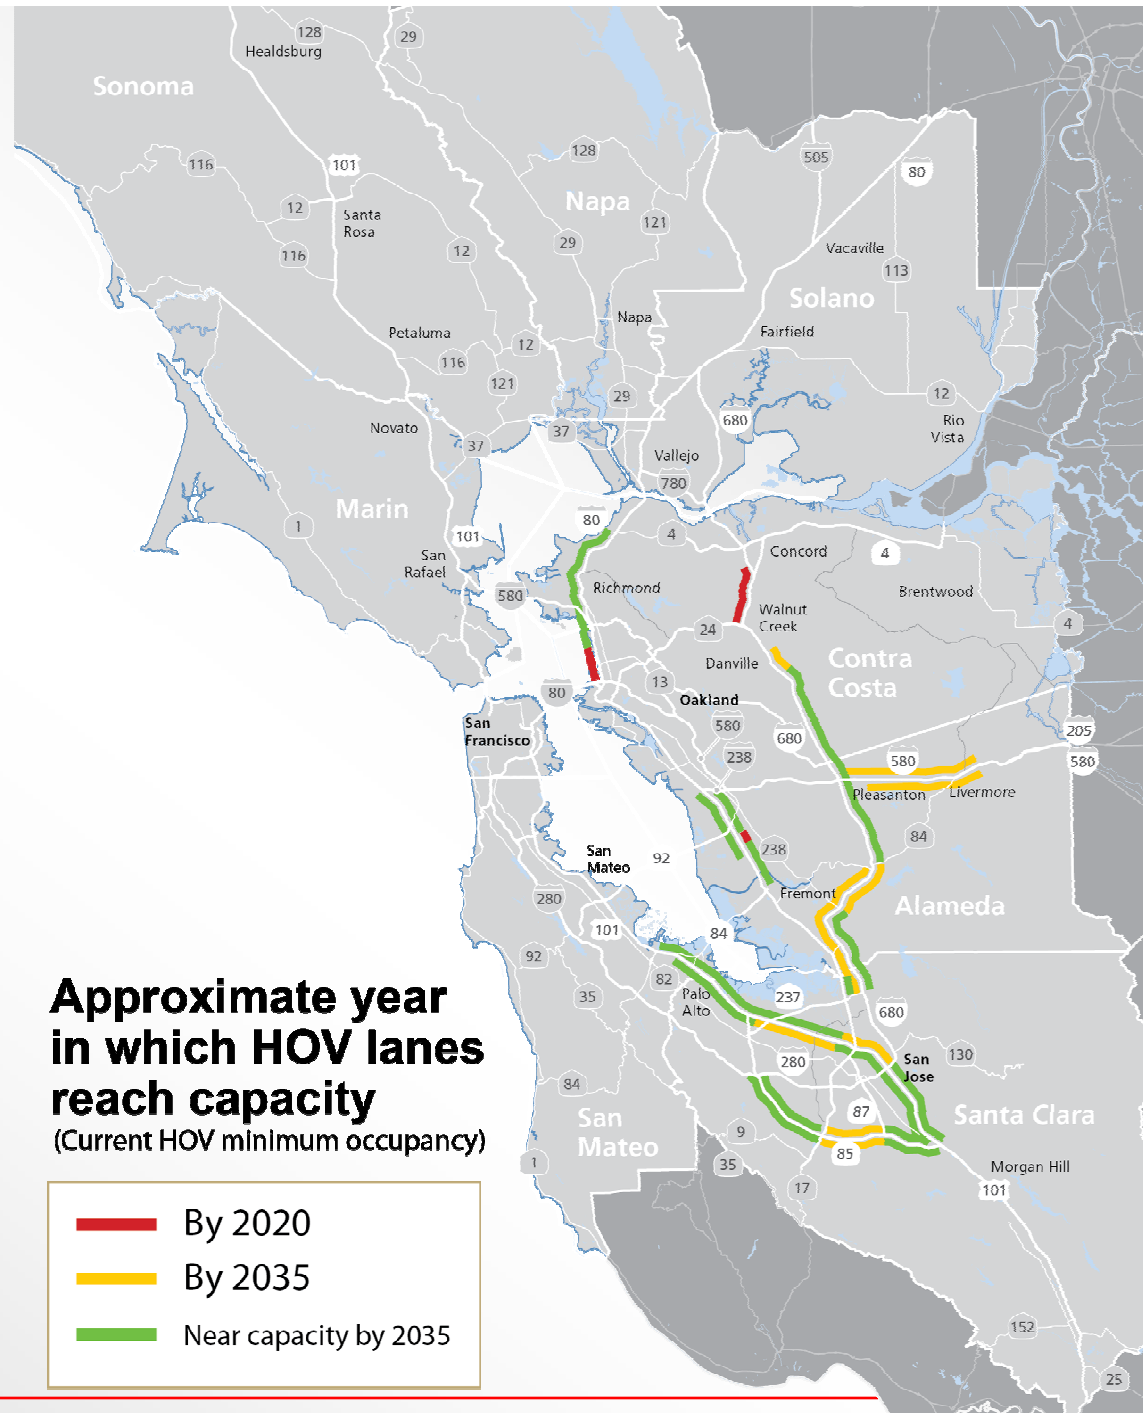 128
29
Healdsburg
Sonoma
128
505
80
116
101
Napa
12
Santa
Rosa
121
116
12
29
Vacaville
113
Solano
Napa
Petaluma
12
Fairfield
116
121
29
12
Novato
37
37
680
Rio
Vista
Vallejo
780
Marin
80
1
101
4
San
Rafael
Concord
4
580
Richmond
Brentwood
Walnut
Creek
24
4
Danville
Contra
Costa
13
80
Oakland
San
Francisco
580
680
205
238
580
580
Pleasanton
Livermore
84
San
Mateo
92
238
280
Fremont
Alameda
101
84
92
82
Palo
Alto
237
35
680
Approximate year
in which HOV lanes
reach capacity
(Current HOV minimum occupancy)
280
San
Jose
130
84
San
Mateo
87
Santa Clara
9
85
1
35
17
Morgan Hill
101
By 2020
By 2035
Near capacity by 2035
152
25